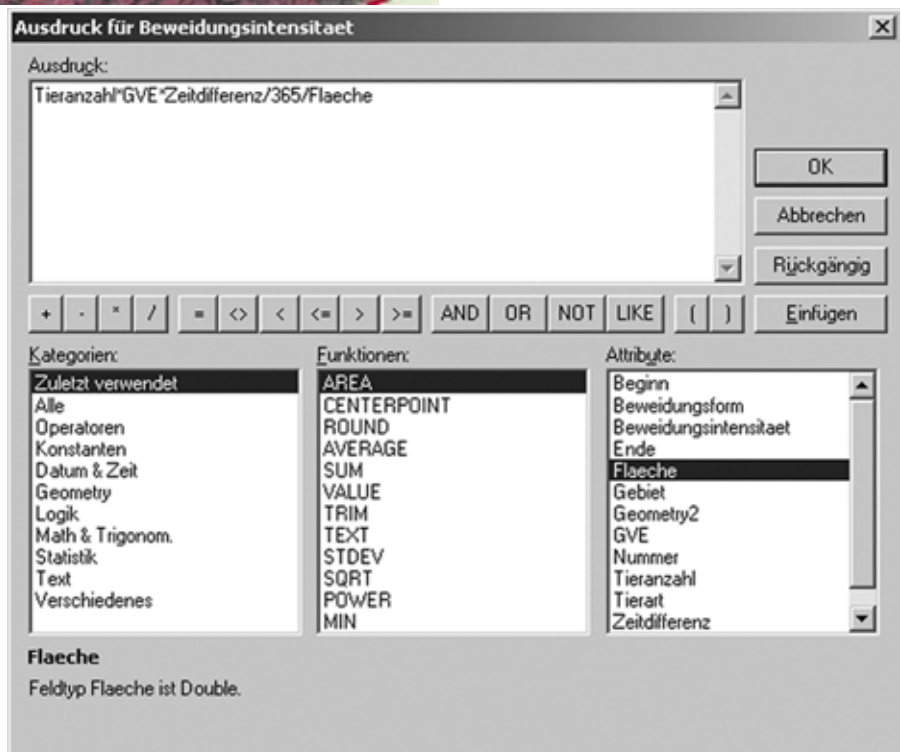 Ausdruck für Beweidungsintensitaet
Ausdruck:
Tieranzahl*GVE*Zeitdifferenz/365/Flaeche
OK
Abbrechen
Rückgängig
+ - * / = <> < <= > >= AND OR NOT LIKE ( ) Einfügen
Kategorien:
Zuletzt verwendet
Alle
Operatoren
Konstanten
Datum & Zeit
Geometry
Logik
Math & Trigonom.
Statistik
Text
Verschiedenes
Funktionen:
AREA
CENTERPOINT
ROUND
AVERAGE
SUM
VALUE
TRIM
TEXT
STDEV
SQRT
POWER
MIN
Attribute:
Beginn
Beweidungsform
Beweidungsintensitaet
Ende
Flaeche
Gebiet
Geometry2
GVE
Nummer
Tieranzahl
Tierart
Zeitdifferenz
Flaeche
Feldtyp Flaeche ist Double.